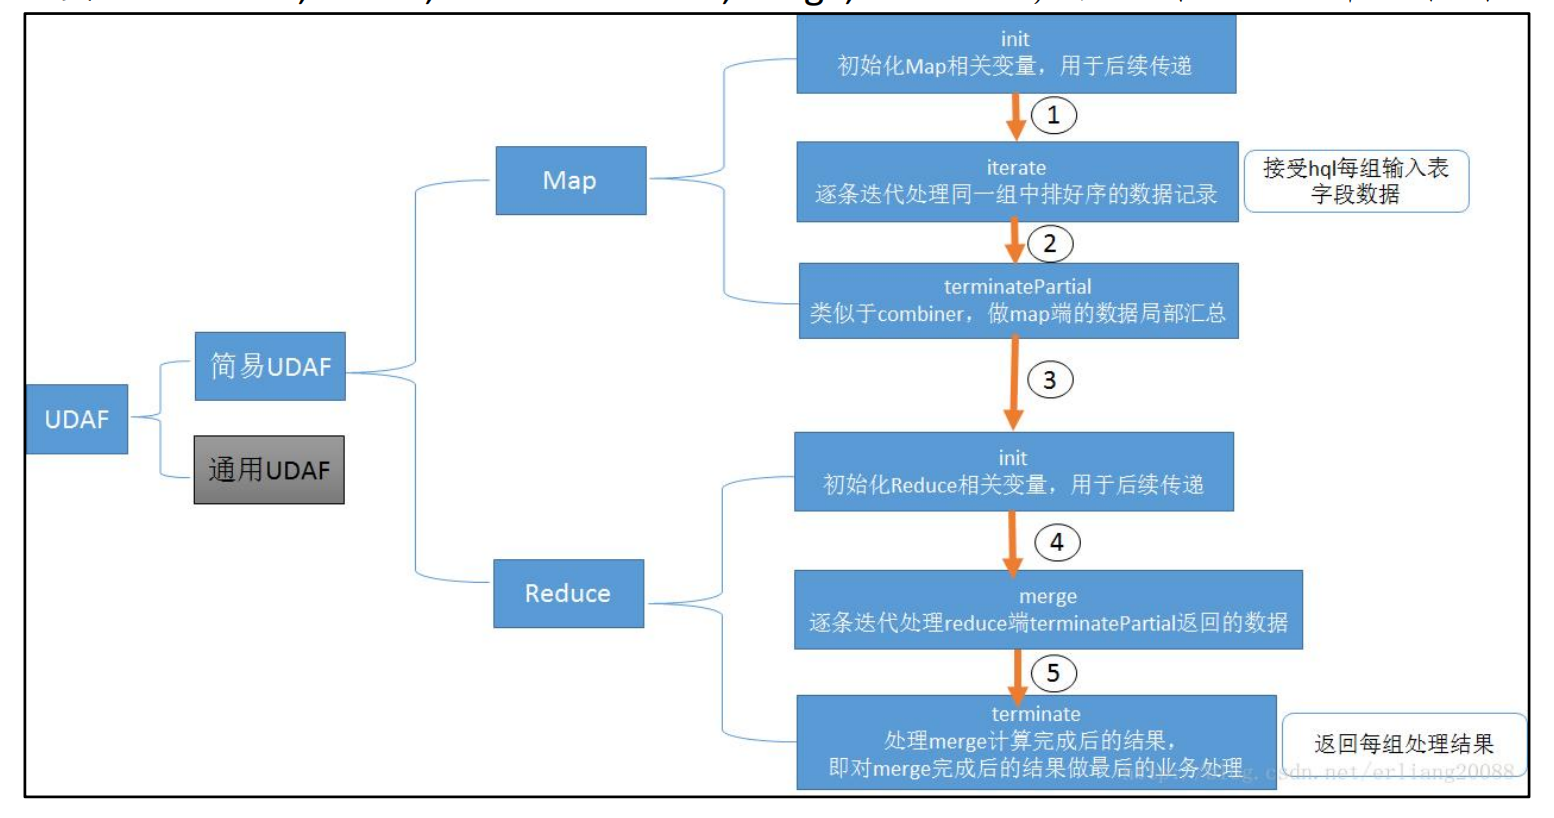 init
初始化Map相关变量，用于后续传递
1
Map
iterate
逐条迭代处理同一组中排好序的数据记录
接受hql每组输入表
字段数据
2
terminatePartial
类似于combiner，做map端的数据局部汇总
简易UDAF
3
UDAF
通用UDAF
init
初始化Reduce相关变量，用于后续传递
4
Reduce
merge
逐条迭代处理reduce端terminatePartial返回的数据
5
terminate
处理merge计算完成后的结果，
即对merge完成后的结果做最后的业务处理
返回每组处理结果
g.csdn.net/erliang20088